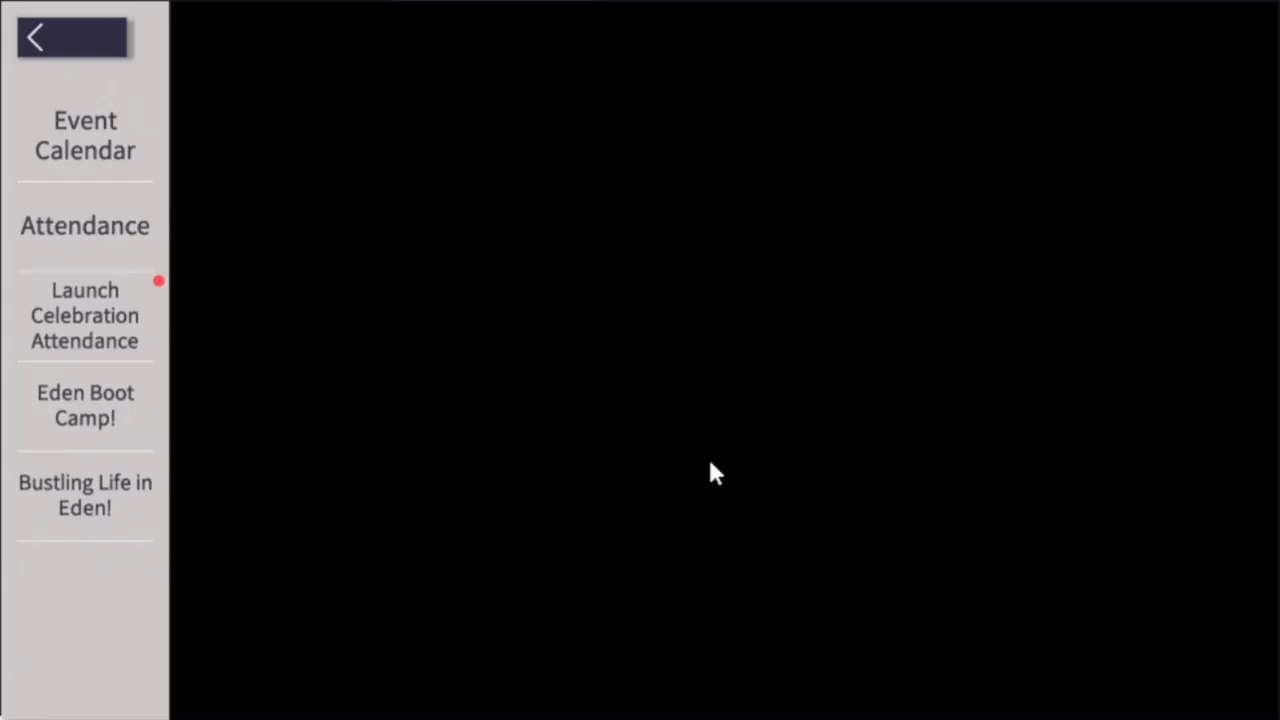 Event
Calendar
Attendance
Launch
Celebration
Attendance
Eden Boot
Camp!
Bustling Life in
Eden!